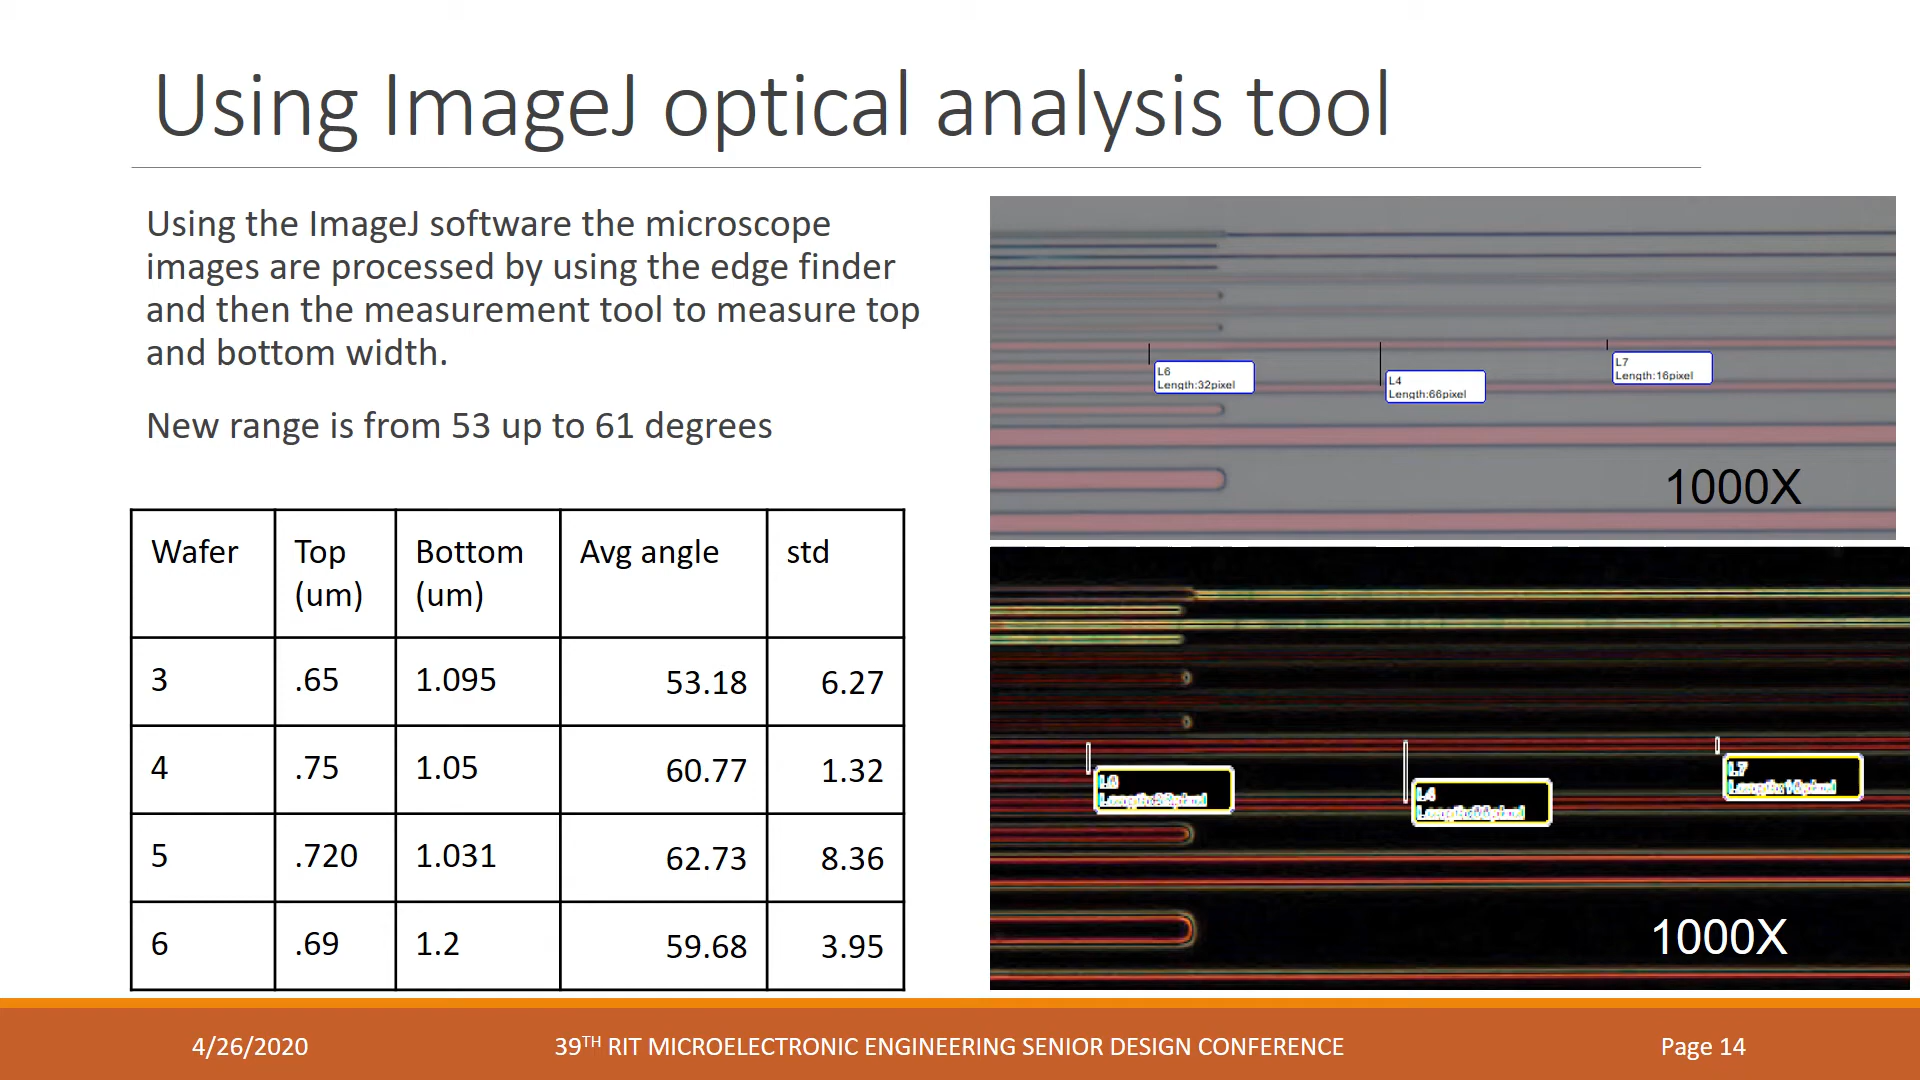 Using ImageJ optical analysis tool
Using the ImageJ software the microscope
images are processed by using the edge finder
and then the measurement tool to measure top
and bottom width.
New range is from 53 up to 61 degrees
Wafer Top (um) Bottom (um) Avg angle std
3 .65 1.095 53.18 6.27
4 .75 1.05 60.77 1.32
5 .720 1.031 62.73 8.36
6 .69 1.2 59.68 3.95
L6
Length:32pixel
L4
Length:66pixel
L7
Length:16pixel
1000X
L4
L7
1000X
4/26/2020 39TH RIT MICROELECTRONIC ENGINEERING SENIOR DESIGN CONFERENCE Page 14